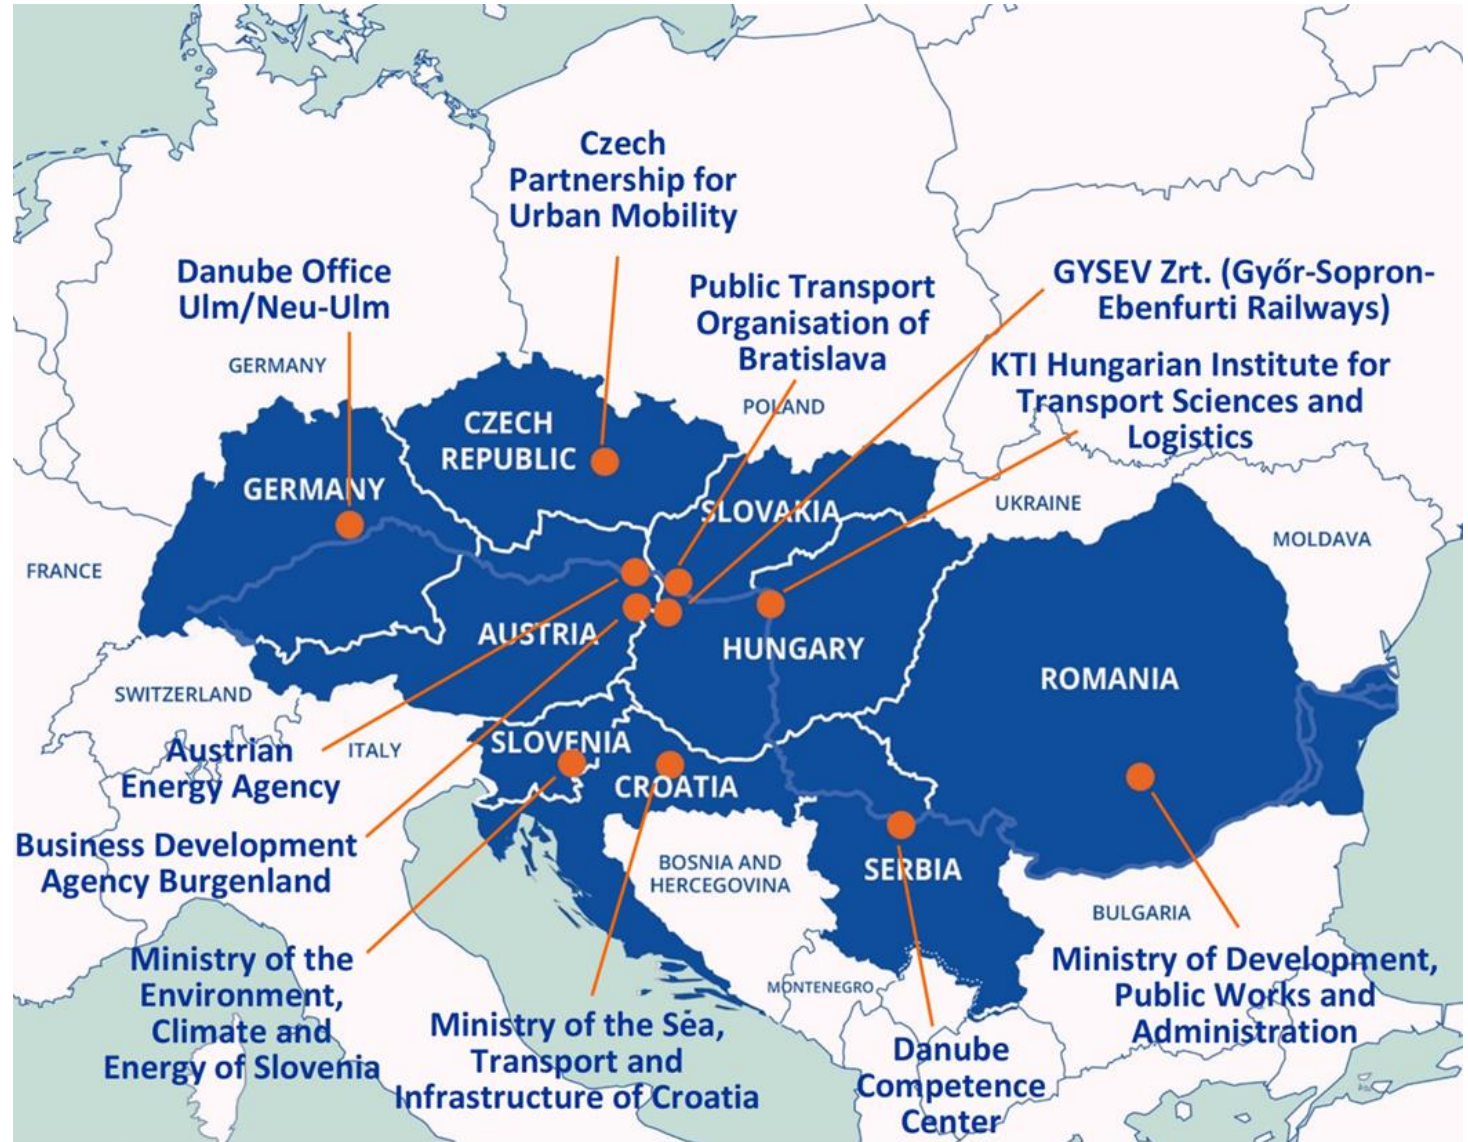 Czech
Partnership for
Urban Mobility
Danube Office
Ulm/Neu-Ulm
Public Transport
Organisation of
Bratislava
GYSEV Zrt. (Győr-Sopron-
Ebenfurti Railways)
KTI Hungarian Institute for
Transport Sciences and
Logistics
GERMANY
POLAND
CZECH
REPUBLIC
GERMANY
SLOVAKIA
UKRAINE
MOLDAVA
FRANCE
AUSTRIA
HUNGARY
ROMANIA
SWITZERLAND
ITALY
SLOVENIA
CROATIA
Austrian
Energy Agency
Business Development
Agency Burgenland
BOSNIA AND
HERCEGOVINA
SERBIA
BULGARIA
MONTENEGRO
Ministry of the
Environment,
Climate and
Energy of Slovenia
Ministry of the Sea,
Transport and
Infrastructure of Croatia
Danube
Competence
Center
Ministry of Development,
Public Works and
Administration